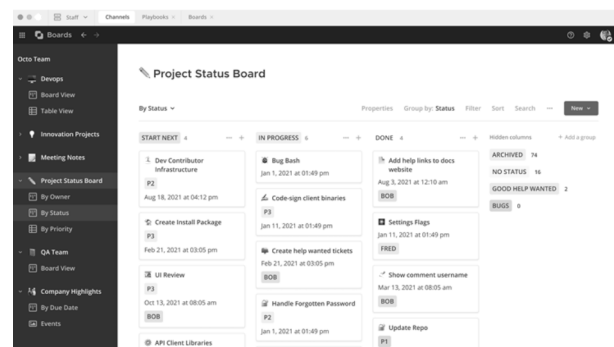 Staff
Channels
Playbooks
Boards
Boards
Octo Team
Devops
Board View
Table View
Innovation Projects
Meeting Notes
Project Status Board
By Owner
By Status
By Priority
QA Team
Board View
Company Highlights
By Due Date
Events
Project Status Board
By Status
Properties Group by: Status Filter Sort Search New
START NEXT 4
Dev Contributor
Infrastructure
P2
Aug 18, 2021 at 04:12 pm
Create Install Package
P3
Feb 21, 2021 at 03:05 pm
UI Review
P3
Oct 13, 2021 at 08:05 am
BOB
API Client Libraries
IN PROGRESS 6
Bug Bash
Jan 1, 2021 at 01:49 pm
Code-sign client binaries
P3
Jan 11, 2021 at 01:49 pm
Create help wanted tickets
Feb 21, 2021 at 03:05 pm
BOB
Handle Forgotten Password
P2
Jan 1, 2021 at 01:49 pm
DONE 4
Add help links to docs
website
Aug 3, 2021 at 12:10 am
BOB
Settings Flags
Jan 11, 2021 at 01:49 pm
FRED
Show comment username
Mar 13, 2021 at 08:05 am
BOB
Update Repo
P1
Hidden columns
+ Add a group
ARCHIVED 74
NO STATUS 16
GOOD HELP WANTED 2
BUGS 0